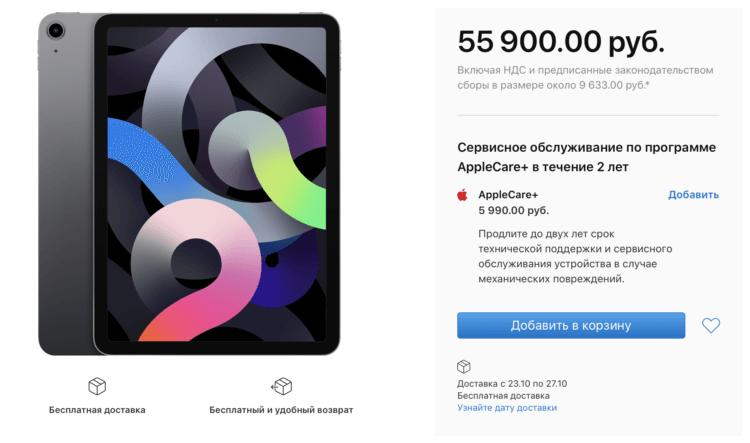 55 900.00 руб.
Включая НДС и предписанные законодательством
сборы в размере около 9 633.00 руб.*
Сервисное обслуживание по программе
AppleCare+ в течение 2 лет
AppleCare+
Добавить
5 990.00 руб.
Продлите до двух лет срок
технической поддержки и сервисного
обслуживания устройства в случае
механических повреждений.
Добавить в корзину
Доставка с 23.10 по 27.10
Бесплатная доставка
Узнайте дату доставки
Бесплатная доставка
Бесплатный и удобный возврат